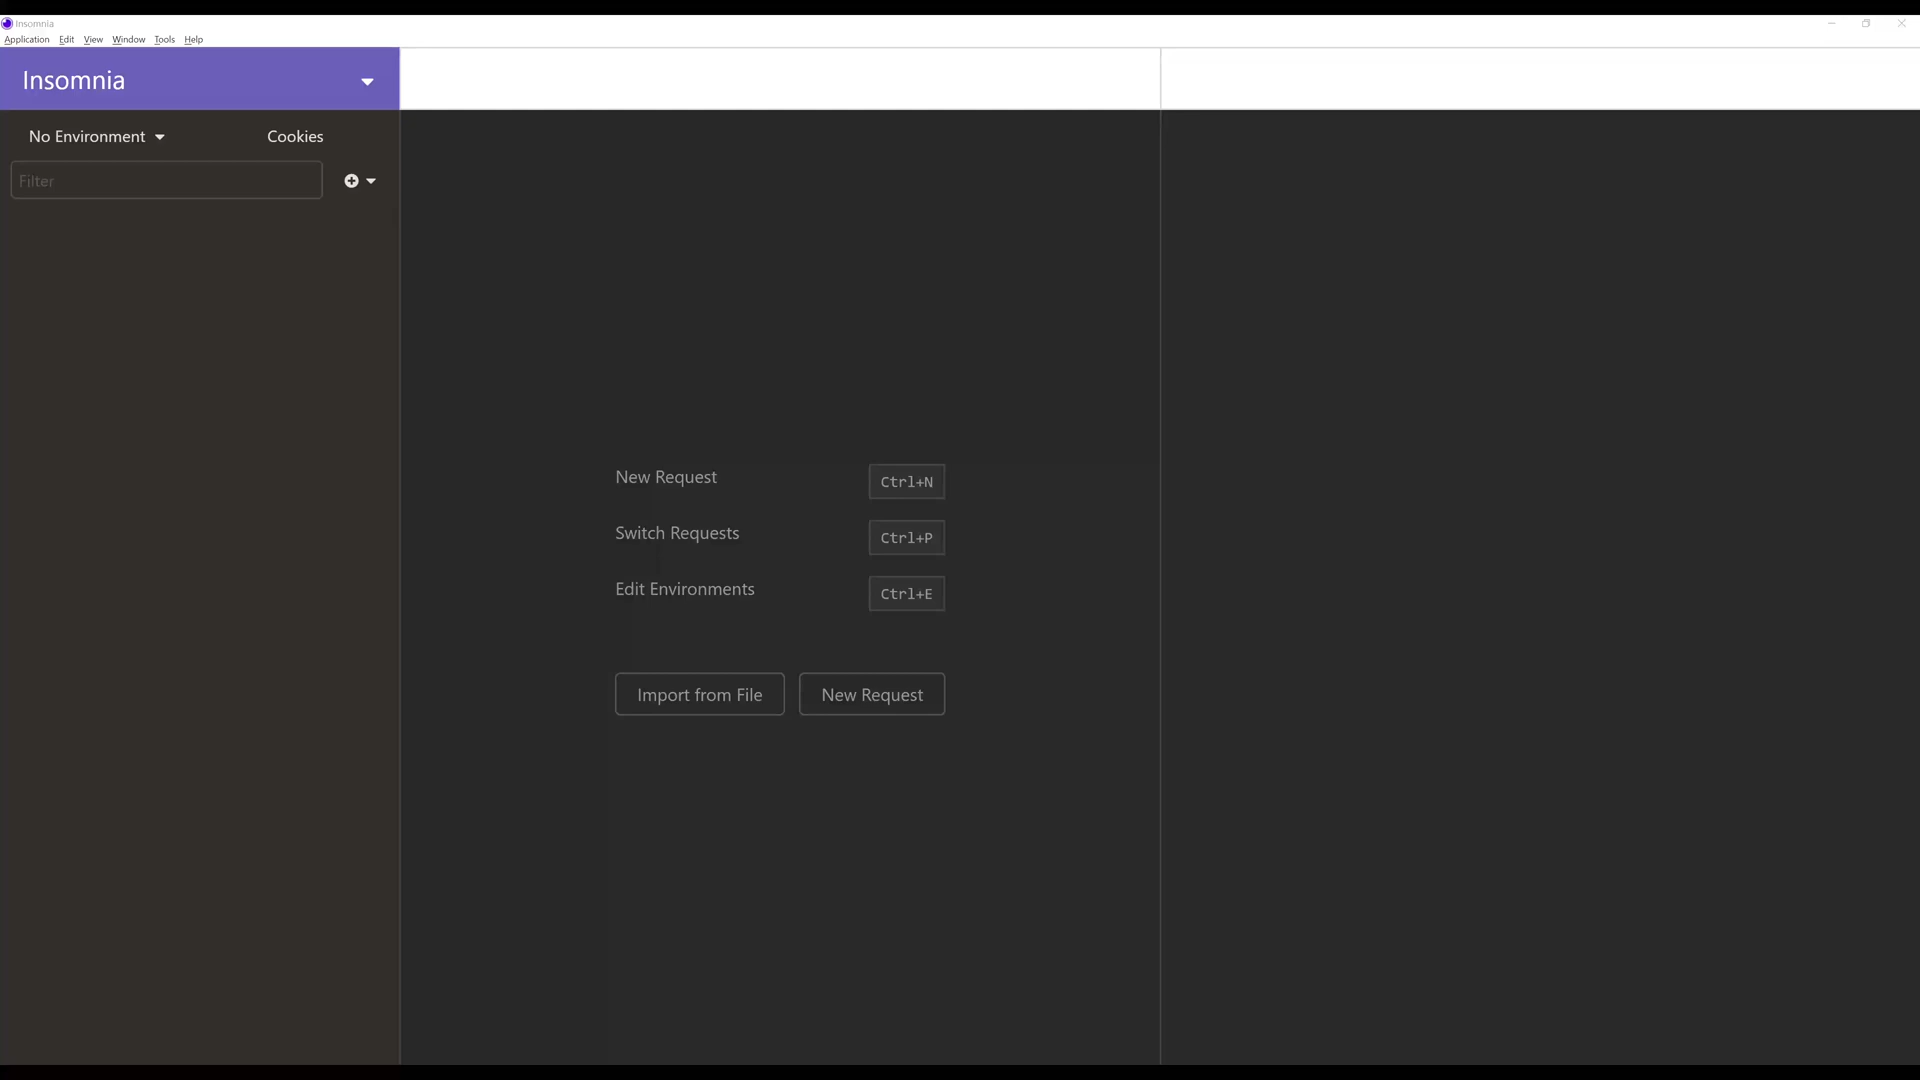 Insomnia
Application Edit View Window Tools Help
Insomnia
No Environment Cookies
Filter
New Request Ctrl+N
Switch Requests Ctrl+P
Edit Environments Ctrl+E
Import from File New Request